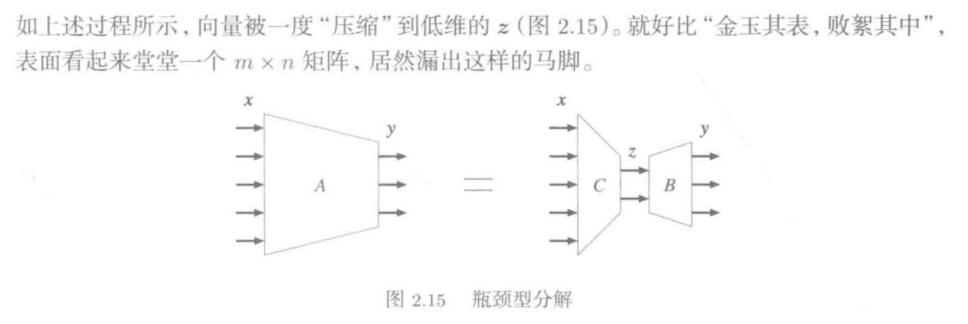 如上述过程所示，向量被一度“压缩”到低维的 z (图 2.15)。就好比“金玉其表，败絮其中”，
表面看起来堂堂一个 m × n 矩阵，居然漏出这样的马脚。
x
x
y
y
z
A
=
C
B
图 2.15 瓶颈型分解